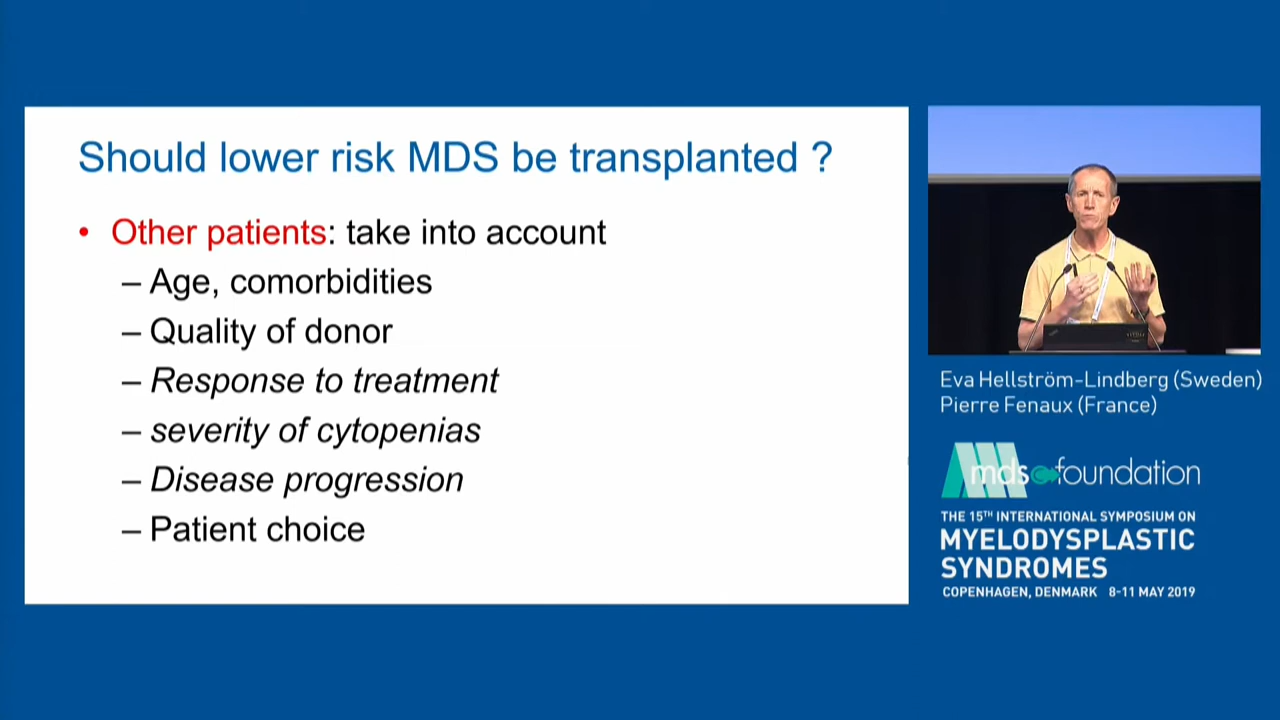 Should lower risk MDS be transplanted ?
• Other patients: take into account
– Age, comorbidities
– Quality of donor
– Response to treatment
– severity of cytopenias
– Disease progression
– Patient choice
Eva Hellström-Lindberg (Sweden)
Pierre Fenaux (France)
mds foundation
THE 15TH INTERNATIONAL SYMPOSIUM ON
MYELODYSPLASTIC
SYNDROMES
COPENHAGEN, DENMARK 8-11 MAY 2019